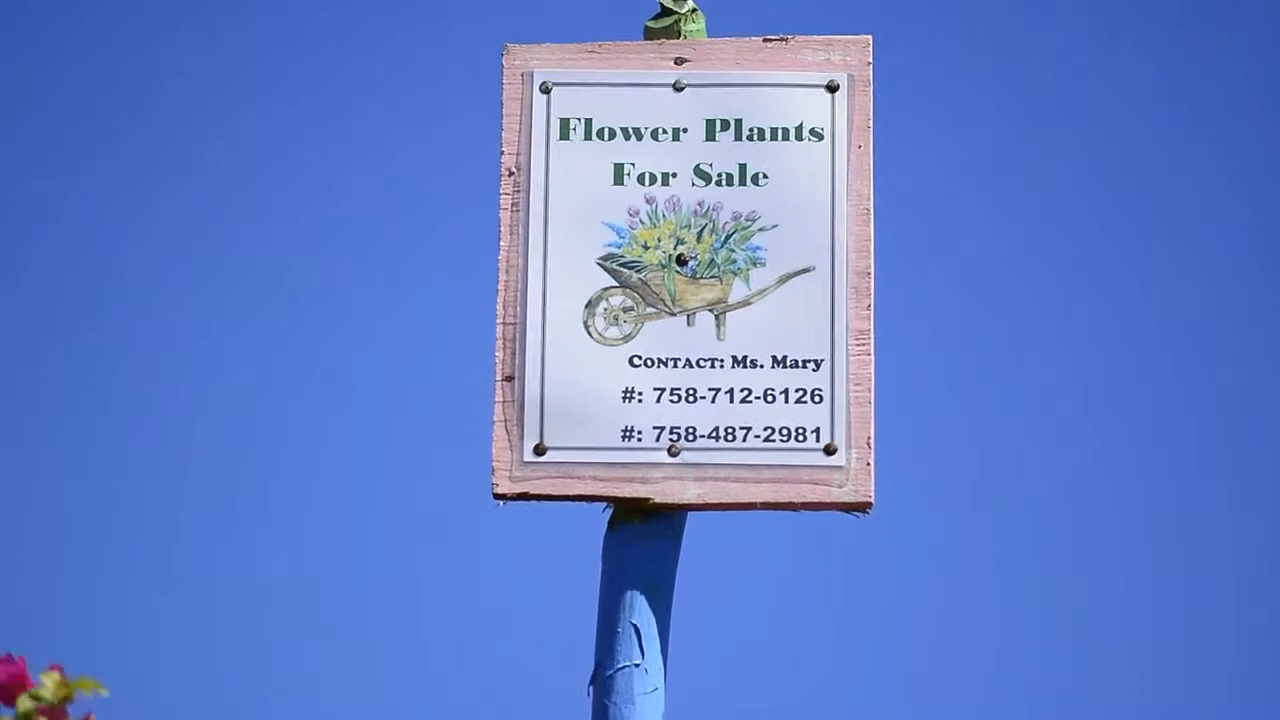 Flower Plants
For Sale
Contact: Ms. Mary
#: 758-712-6126
#: 758-487-2981